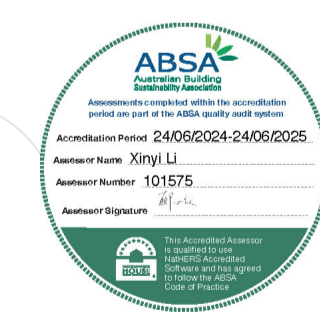 ABSA
Australian Building
Sustainability Association
Assessments completed within the accreditation
period are part of the ABSA quality audit system
Accreditation Period 24/06/2024-24/06/2025
Assessor Name Xinyi Li
Assessor Number 101575
Assessor Signature
This Accredited Assessor
is qualified to use
NatHERS Accredited
Software and has agreed
to follow the ABSA
Code of Practice
HOUSE